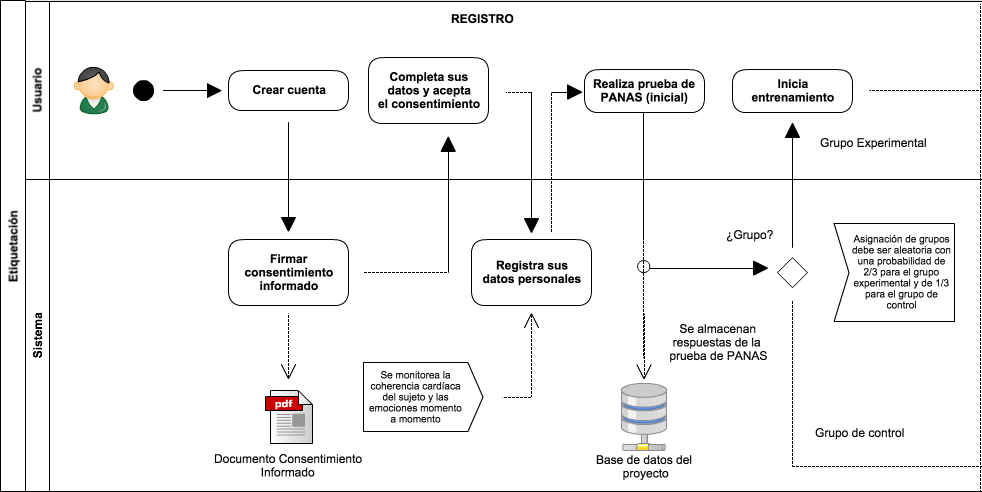 REGISTRO
Etiquetación
Usuario
Crear cuenta
Completa sus
datos y acepta
el consentimiento
Realiza prueba de
PANAS (inicial)
Inicia
entrenamiento
Grupo Experimental
Sistema
Firmar
consentimiento
informado
Registra sus
datos personales
¿Grupo?
Asignación de grupos
debe ser aleatoria con
una probabilidad de
2/3 para el grupo
experimental y de 1/3
para el grupo de
control
Se almacenan
respuestas de la
prueba de PANAS
Se monitorea la
coherencia cardíaca
del sujeto y las
emociones momento
a momento
pdf
Documento Consentimiento
Informado
Base de datos del
proyecto
Grupo de control